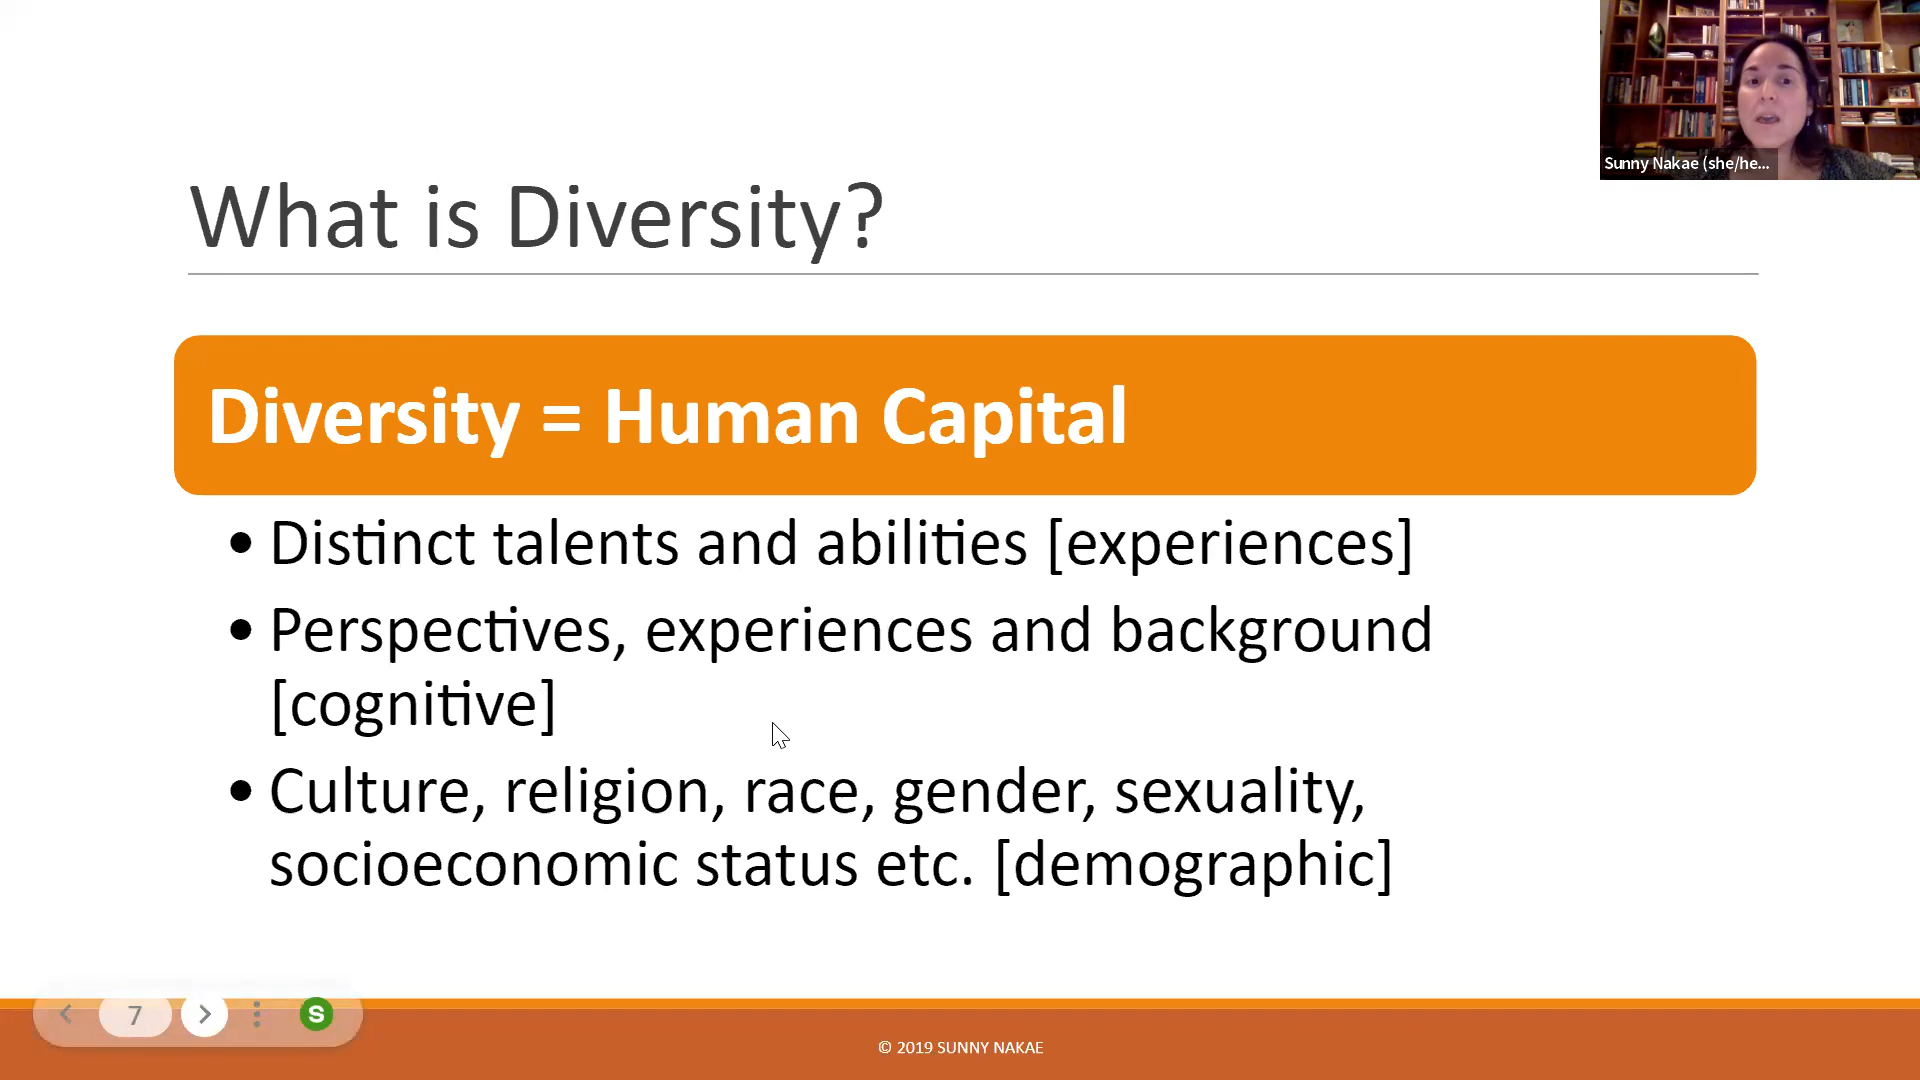 Sunny Nakae (she/he...
What is Diversity?
Diversity = Human Capital
• Distinct talents and abilities [experiences]
• Perspectives, experiences and background
[cognitive]
• Culture, religion, race, gender, sexuality,
socioeconomic status etc. [demographic]
7
S
© 2019 SUNNY NAKAE